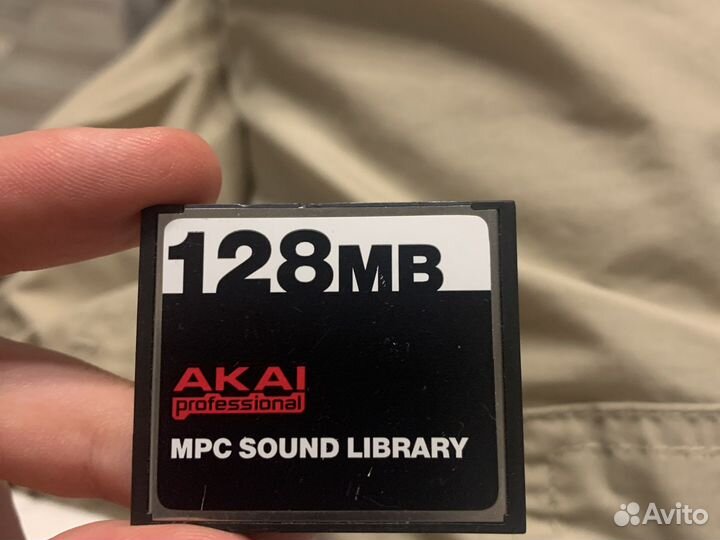 128MB
AKAI
professional
MPC SOUND LIBRARY
Avito